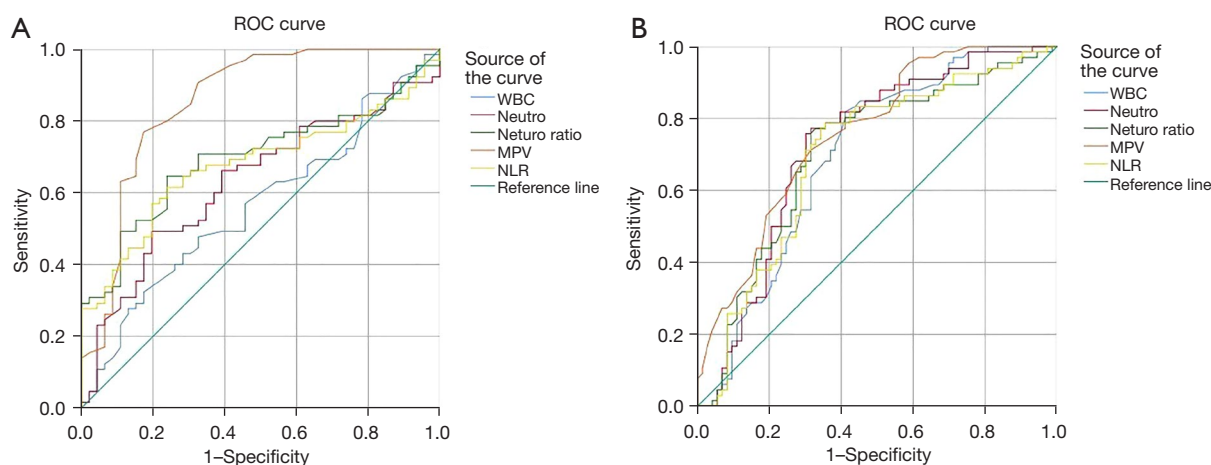 A
ROC curve
1.0
0.8
0.6
0.4
0.2
0.0
Sensitivity
0.0 0.2 0.4 0.6 0.8 1.0
1–Specificity
Source of
the curve
WBC
Neutro
Neturo ratio
MPV
NLR
Reference line
B
ROC curve
1.0
0.8
0.6
0.4
0.2
0.0
Sensitivity
0.0 0.2 0.4 0.6 0.8 1.0
1–Specificity
Source of
the curve
WBC
Neutro
Neturo ratio
MPV
NLR
Reference line